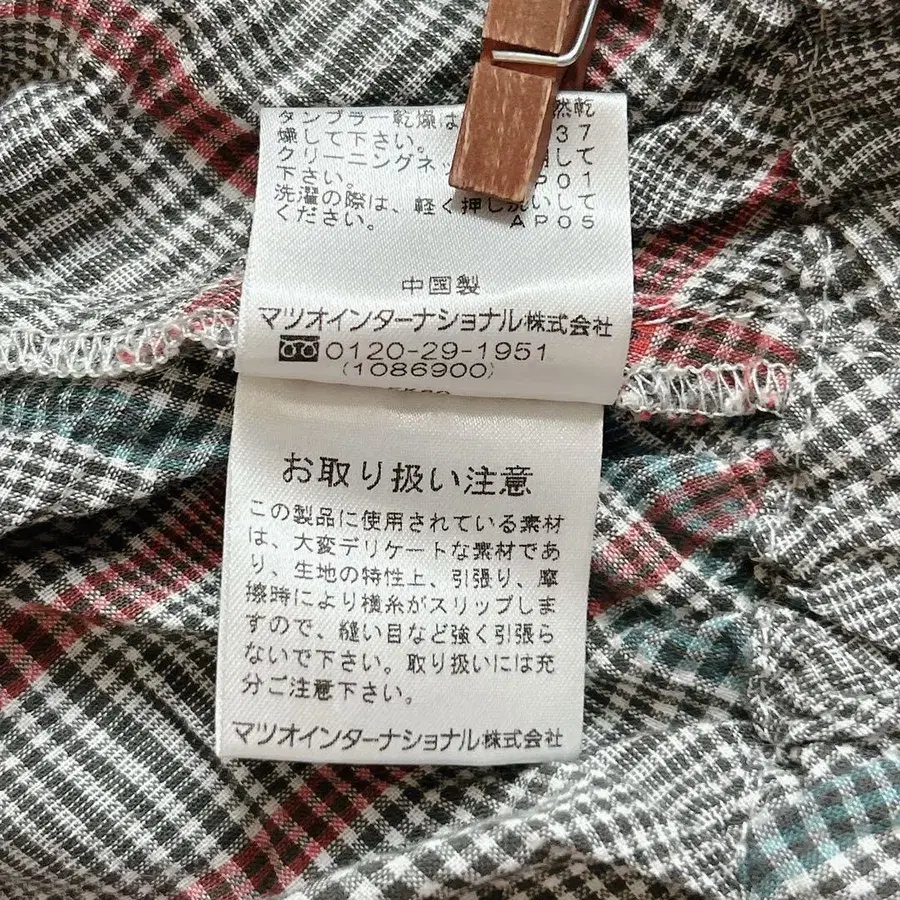 タンブラー乾燥は 然乾
燥して下さい。 37
クリーニングネッ して
下さい。 P01
洗濯の際は、軽く押し洗いして
ください。 AP05
中国製
マツオインターナショナル株式会社
0120-29-1951
(1086900)
お取り扱い注意
この製品に使用されている素材
は、大変デリケートな素材であ
り、生地の特性上、引張り、摩
擦時により横糸がスリップしま
すので、縫い目など強く引張ら
ないで下さい。取り扱いには充
分ご注意下さい。
マツオインターナショナル株式会社